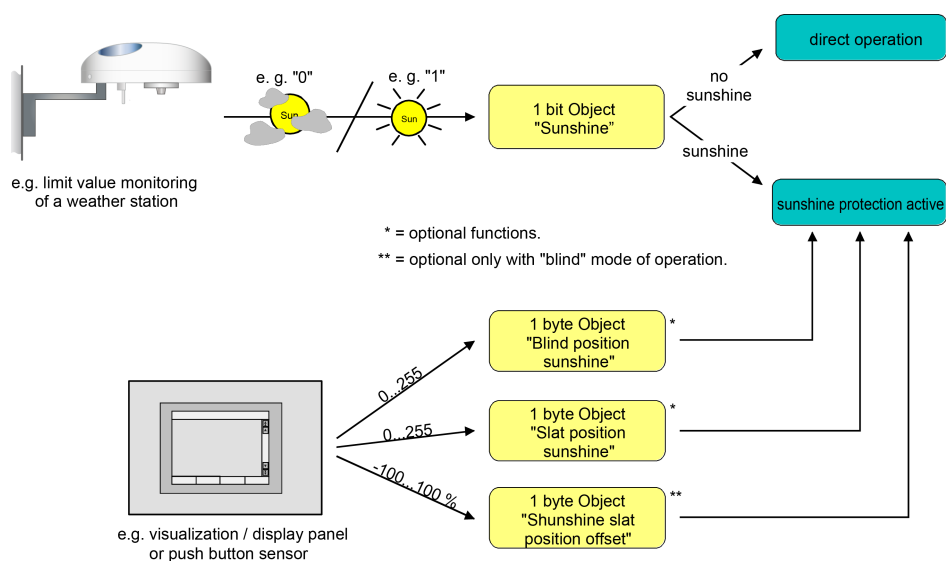 direct operation
e. g. "0"
e. g. "1"
no
sunshine
Sun
Sun
1 bit Object
"Sunshine”
sunshine
e.g. limit value monitoring
of a weather station
sunshine protection active
* = optional functions.
** = optional only with "blind" mode of operation.
1 byte Object
"Blind position
sunshine"
*
0...255
1 byte Object
"Slat position
sunshine"
*
0...255
-100...100 %
1 byte Object
"Shunshine slat
position offset"
**
e.g. visualization / display panel
or push button sensor